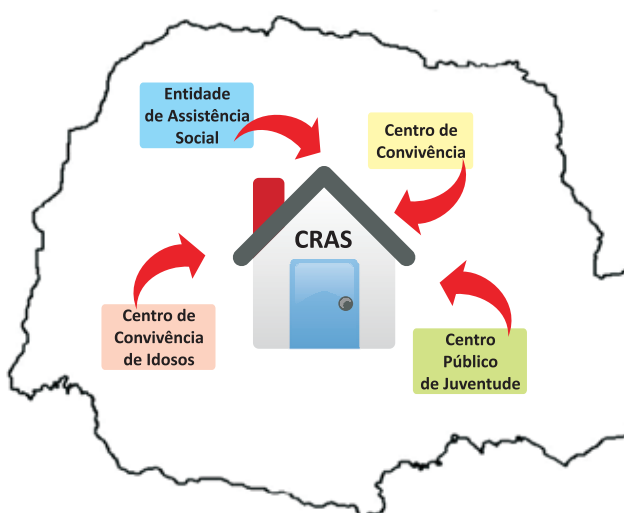 Entidade
de Assistência
Social
Centro de
Convivência
CRAS
Centro de
Convivência
de Idosos
Centro
Público
de Juventude